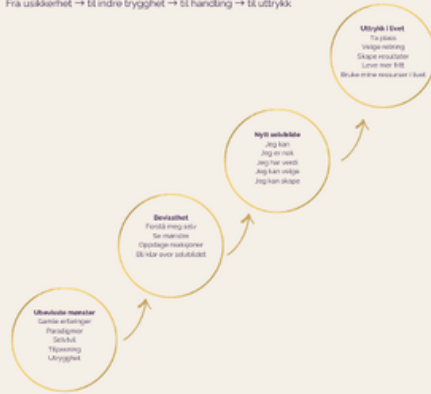 Fra usikkerhet → til indre trygghet → til handling → til uttrykk
Uttrykk i livet
Ta plass
Velge retning
Skape resultater
Leve mer fritt
Bruke mine ressurser i livet
Nytt selvbilde
Jeg kan
Jeg er nok
Jeg har verdi
Jeg kan velge
Jeg kan skape
Bevissthet
Forstå meg selv
Se mønstre
Oppdage reaksjoner
Bli klar over selvbildet
Ubevisste mønster
Gamle erfaringer
Paradigmer
Selvtvil
Tilpasning
Utrygghet